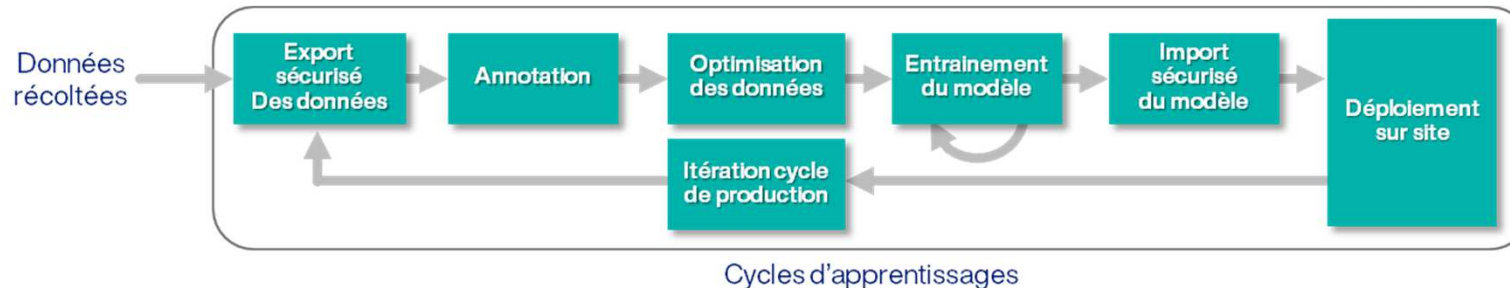 Données
récoltées
Export
sécurisé
Des données
Annotation
Optimisation
des données
Entrainement
du modèle
Import
sécurisé
du modèle
Déploiement
sur site
Itération cycle
de production
Cycles d'apprentissages